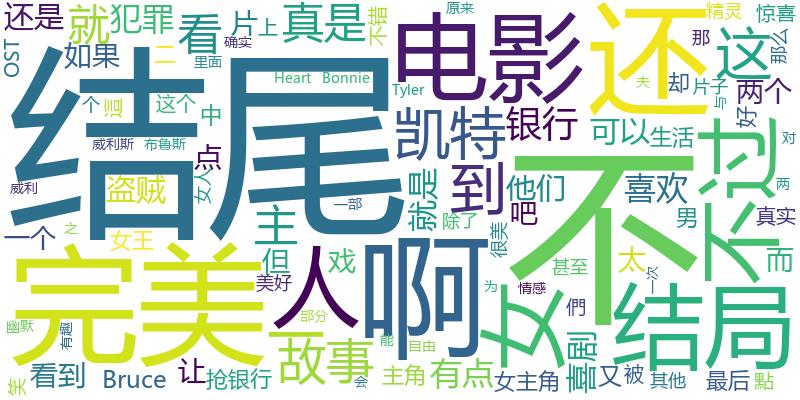 还是 就 犯罪 看 片 上 真是 不错 原来 还 精灵 惊喜
OST 如果 二 里面 确实 电影 这 那 那么
结尾 Heart Bonnie Tyler 却 片子 两个
个 這 这个 中 凯特 银行 与 好 夫
威利斯 布鲁斯 点 可以 生活 不过 对
威利 盗贼 女人 一部 就是 到 他们 不 喜欢 男 两
一个 之 女王 主 除了 吧 很美 真实
完美 人 但 戏 啊 女 甚至 太 而
美好 情感 为 一次 结局
幽默 有趣 部分 故事 能 自由 喜剧 們
笑 看到 Bruce 让 抢银行 会 主角 有点 女主角 又 被 其他 最后 點